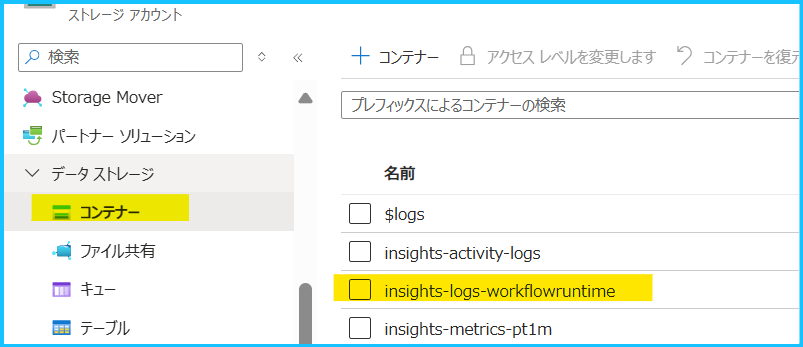 ストレージ アカウント
検索
Storage Mover
パートナー ソリューション
データ ストレージ
コンテナー
ファイル共有
キュー
テーブル
コンテナー
アクセス レベルを変更します
コンテナーを復元
プレフィックスによるコンテナーの検索
名前
$logs
insights-activity-logs
insights-logs-workflowruntime
insights-metrics-pt1m